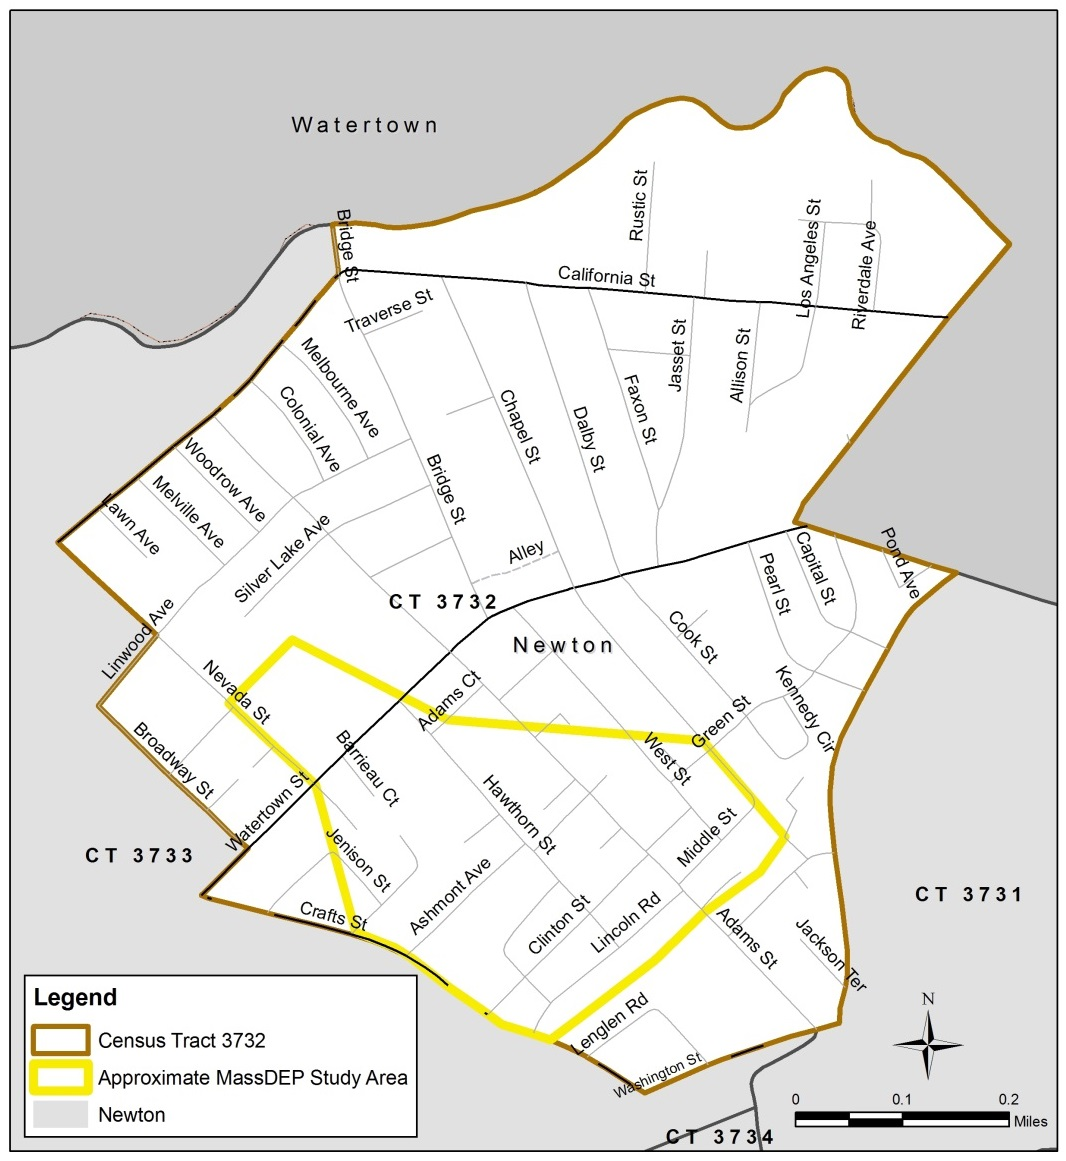 Watertown
Bridge St
Rustic St
Los Angeles St
Riverdale Ave
California St
Traverse St
Melbourne Ave
Colonial Ave
Jasset St
Allison St
Faxon St
Chapel St
Dalby St
Woodrow Ave
Melville Ave
Lawn Ave
Bridge St
Silver Lake Ave
Alley
Pond Ave
Capital St
Pearl St
CT 3732
Newton
Cook St
Linwood Ave
Nevada St
Adams Ct
Kennedy Cir
Green St
West St
Broadway St
Barrieau Ct
Watertown St
Hawthorn St
Middle St
CT 3733
Jenison St
CT 3731
Ashmont Ave
Crafts St
Clinton St
Lincoln Rd
Adams St
Jackson Ter
Lenglen Rd
Washington St
CT 3734
Legend
Census Tract 3732
Approximate MassDEP Study Area
Newton
N
0 0.1 0.2
Miles